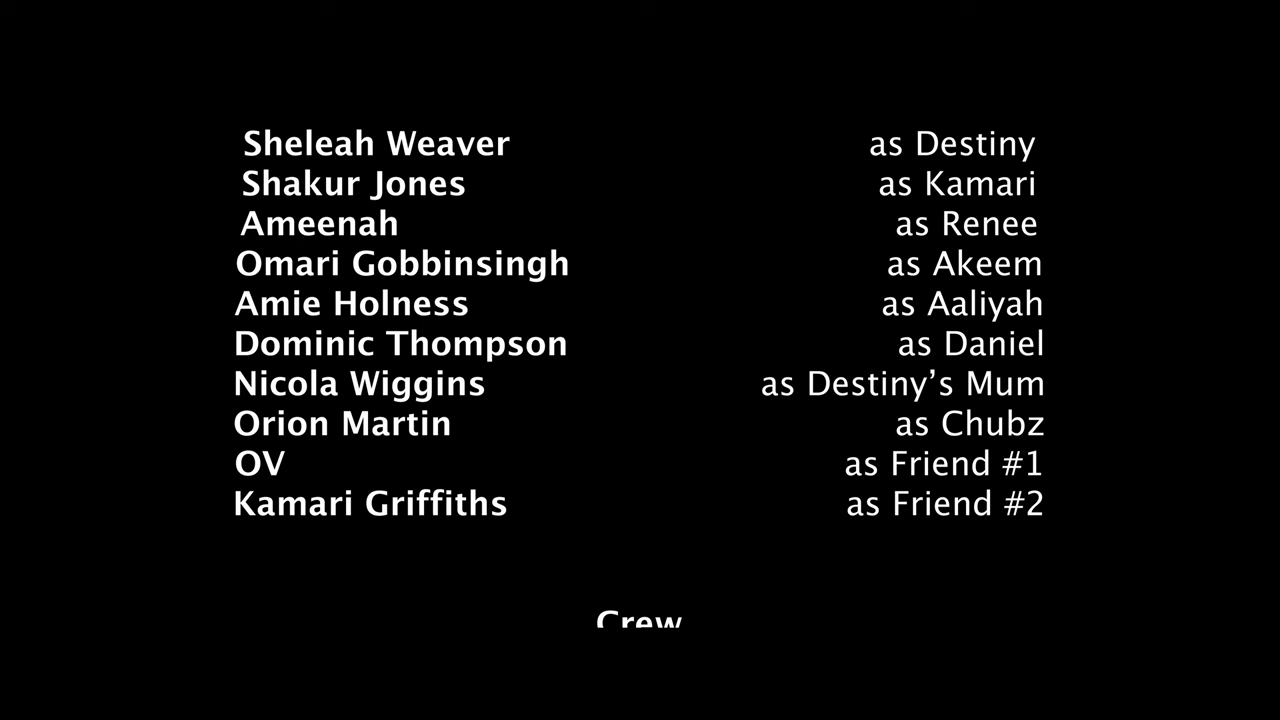 Sheleah Weaver as Destiny
Shakur Jones as Kamari
Ameenah as Renee
Omari Gobbinsingh as Akeem
Amie Holness as Aaliyah
Dominic Thompson as Daniel
Nicola Wiggins as Destiny’s Mum
Orion Martin as Chubz
OV as Friend #1
Kamari Griffiths as Friend #2
Crew